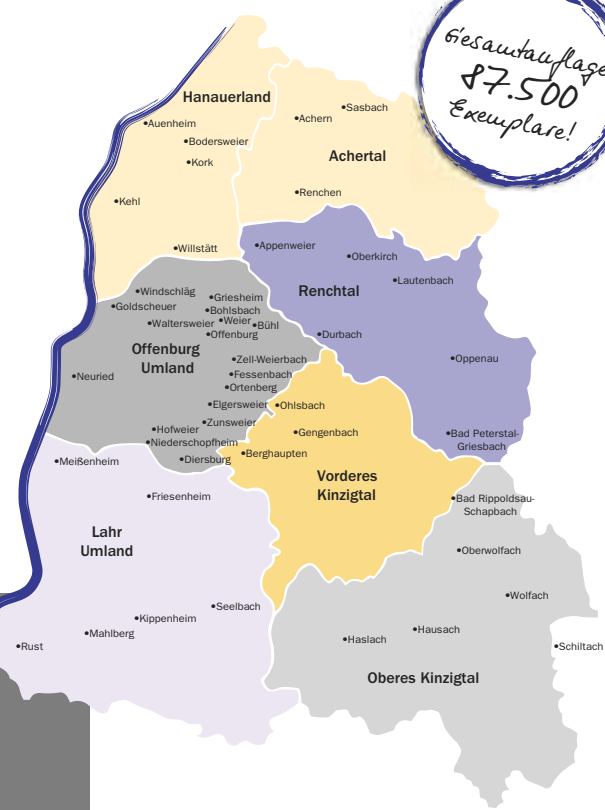 Gesamtauflage
87.500
Exemplare!
Hanauerland
•Auenheim
•Bodersweier
•Kork
•Kehl
•Willstätt
•Sasbach
•Achern
Achertal
•Renchen
•Appenweier
•Oberkirch
•Lautenbach
Renchtal
•Durbach
•Oppenau
•Bad Peterstal-
Griesbach
•Windschläg
•Goldscheuer
•Griesheim
•Bohlsbach
•Waltersweier
•Weier
•Bühl
•Offenburg
Offenburg
Umland
•Neuried
•Zell-Weierbach
•Fessenbach
•Ortenberg
•Elgersweier
•Zunsweier
•Hofweier
•Niederschopfheim
•Diersburg
•Ohlsbach
•Gengenbach
•Berghaupten
Vorderes
Kinzigtal
•Meißenheim
•Friesenheim
Lahr
Umland
•Seelbach
•Kippenheim
•Mahlberg
•Rust
•Bad Rippoldsau-
Schapbach
•Oberwolfach
•Wolfach
•Hausach
•Haslach
•Schiltach
Oberes Kinzigtal